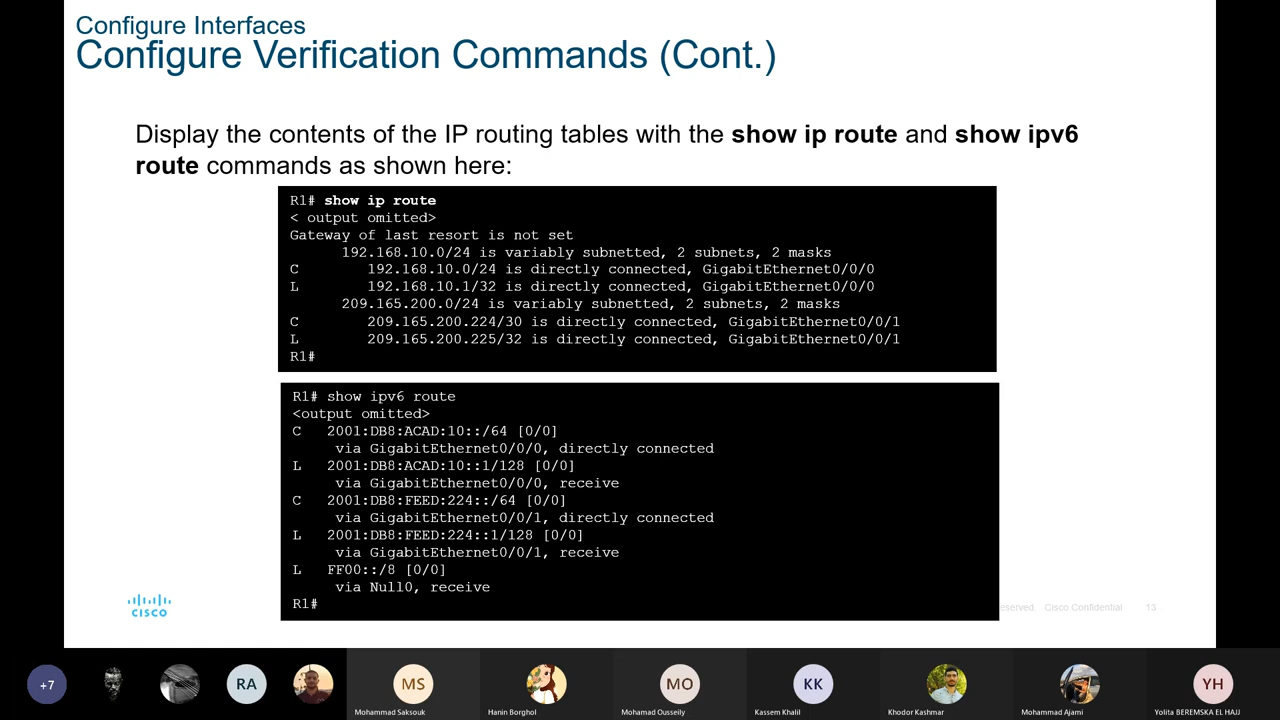 Configure Interfaces
Configure Verification Commands (Cont.)
Display the contents of the IP routing tables with the show ip route and show ipv6
route commands as shown here:
R1# show ip route
< output omitted>
Gateway of last resort is not set
192.168.10.0/24 is variably subnetted, 2 subnets, 2 masks
C 192.168.10.0/24 is directly connected, GigabitEthernet0/0/0
L 192.168.10.1/32 is directly connected, GigabitEthernet0/0/0
209.165.200.0/24 is variably subnetted, 2 subnets, 2 masks
C 209.165.200.224/30 is directly connected, GigabitEthernet0/0/1
L 209.165.200.225/32 is directly connected, GigabitEthernet0/0/1
R1#
R1# show ipv6 route
<output omitted>
C 2001:DB8:ACAD:10::/64 [0/0]
via GigabitEthernet0/0/0, directly connected
L 2001:DB8:ACAD:10::1/128 [0/0]
via GigabitEthernet0/0/0, receive
C 2001:DB8:FEED:224::/64 [0/0]
via GigabitEthernet0/0/1, directly connected
L 2001:DB8:FEED:224::1/128 [0/0]
via GigabitEthernet0/0/1, receive
L FF00::/8 [0/0]
via Null0, receive
R1#
CISCO
eserved. Cisco Confidential 13
+7 RA MS MO KK YH
Mohammad Saksouk Hanin Borghol Mohamad Ousseily Kassem Khalil Khodor Kashmar Mohammad Ajami Yolita BEREMSKA EL HAJJ